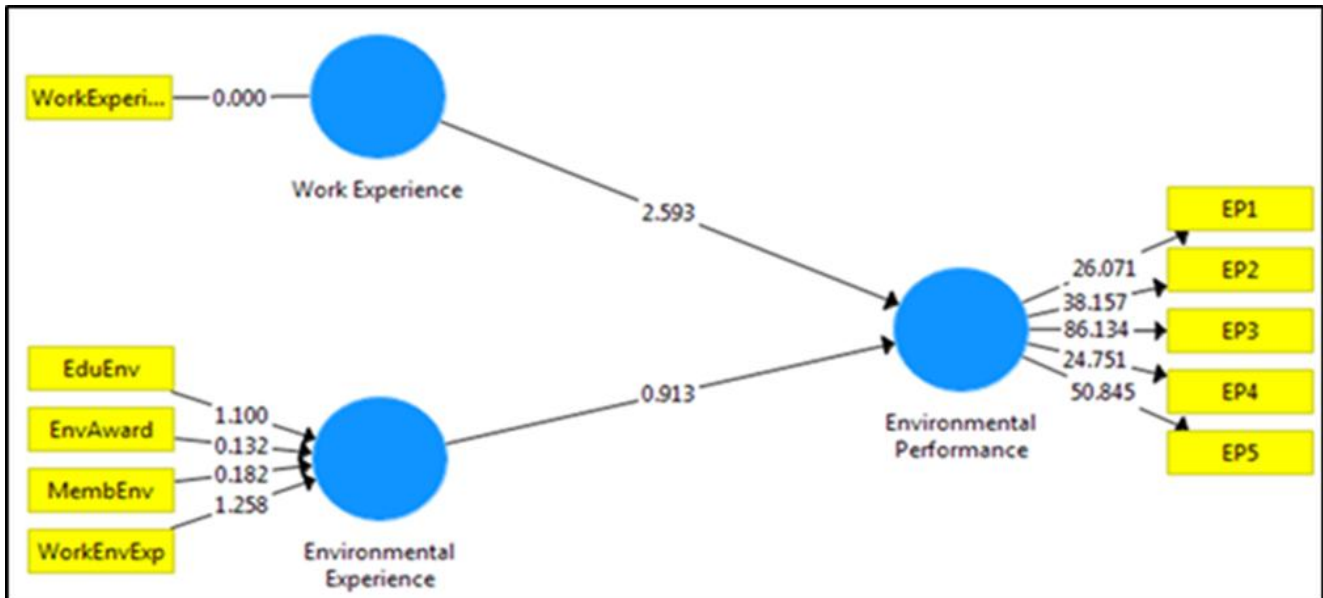 WorkExperi...
0.000
Work Experience
2.593
EduEnv
EnvAward
MembEnv
WorkEnvExp
1.100
0.132
0.182
1.258
Environmental
Experience
0.913
Environmental
Performance
26.071
38.157
86.134
24.751
50.845
EP1
EP2
EP3
EP4
EP5